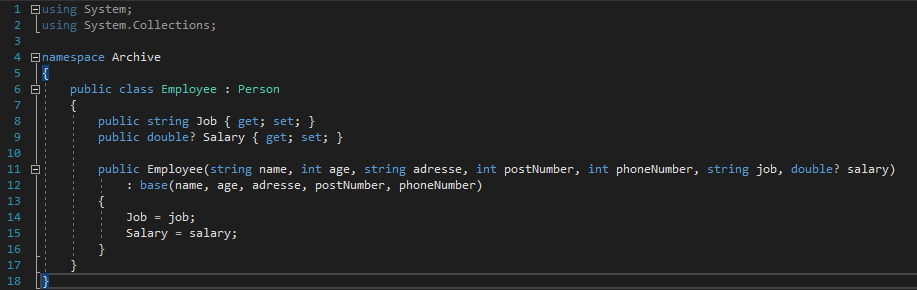 1 using System;
2 using System.Collections;
3
4 namespace Archive
5 {
6 public class Employee : Person
7 {
8 public string Job { get; set; }
9 public double? Salary { get; set; }
10
11 public Employee(string name, int age, string adresse, int postNumber, int phoneNumber, string job, double? salary)
12 : base(name, age, adresse, postNumber, phoneNumber)
13 {
14 Job = job;
15 Salary = salary;
16 }
17 }
18 }